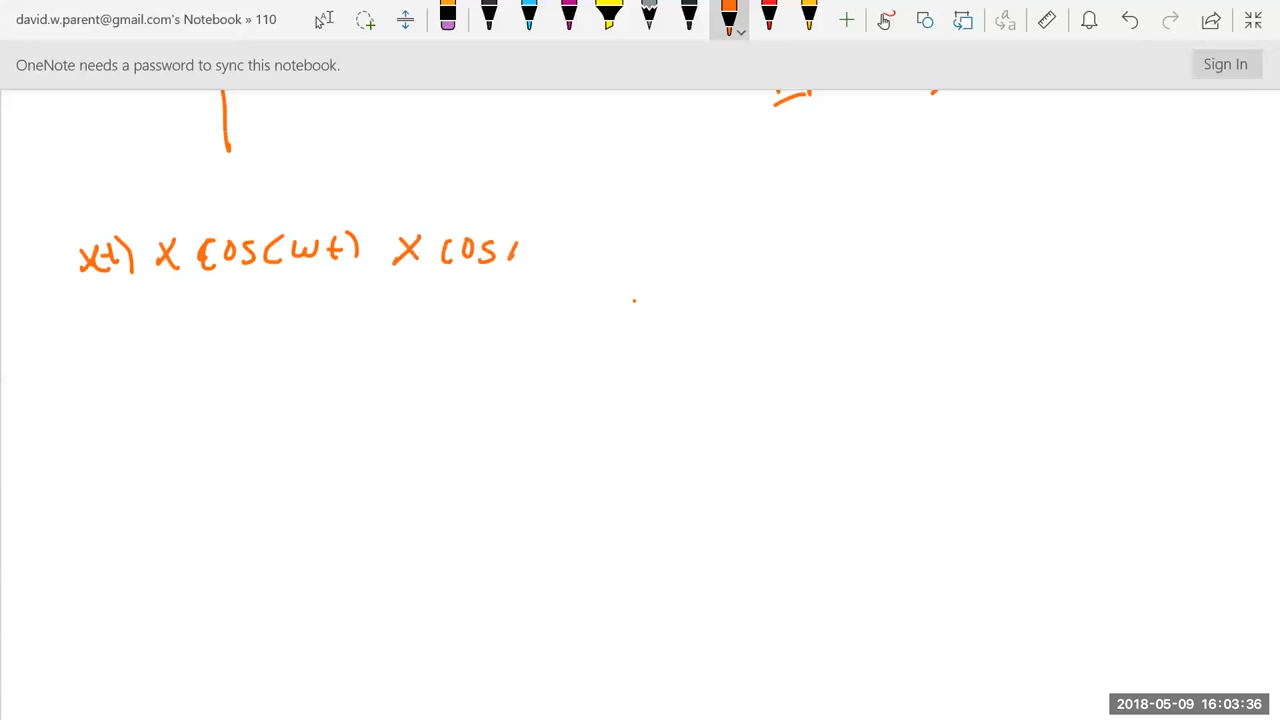 david.w.parent@gmail.com's Notebook » 110
OneNote needs a password to sync this notebook.
Sign In
x(t) X cos(wt) X cos(
2018-05-09 16:03:36